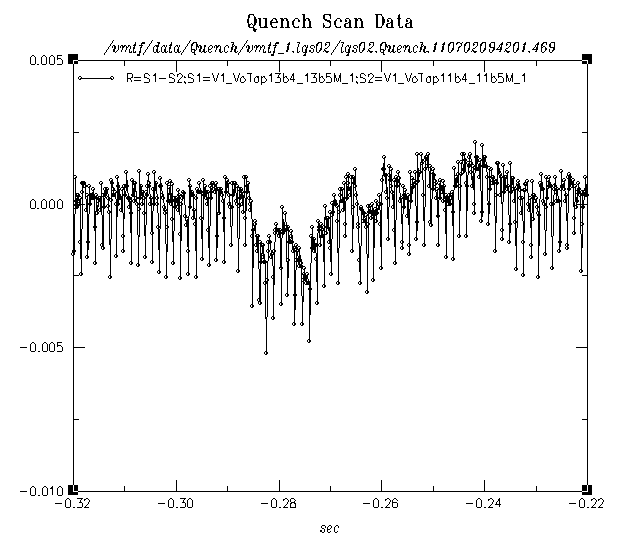 Quench Scan Data
/vmtf/data/Quench/vmtf_1.lqs02/lqs02.Quench.110702094201.469
R=S1-S2;S1=V1_VoTap13b4_13b5M_1;S2=V1_VoTap11b4_11b5M_1
0.005
0.000
-0.005
-0.010
-0.32 -0.30 -0.28 -0.26 -0.24 -0.22
sec